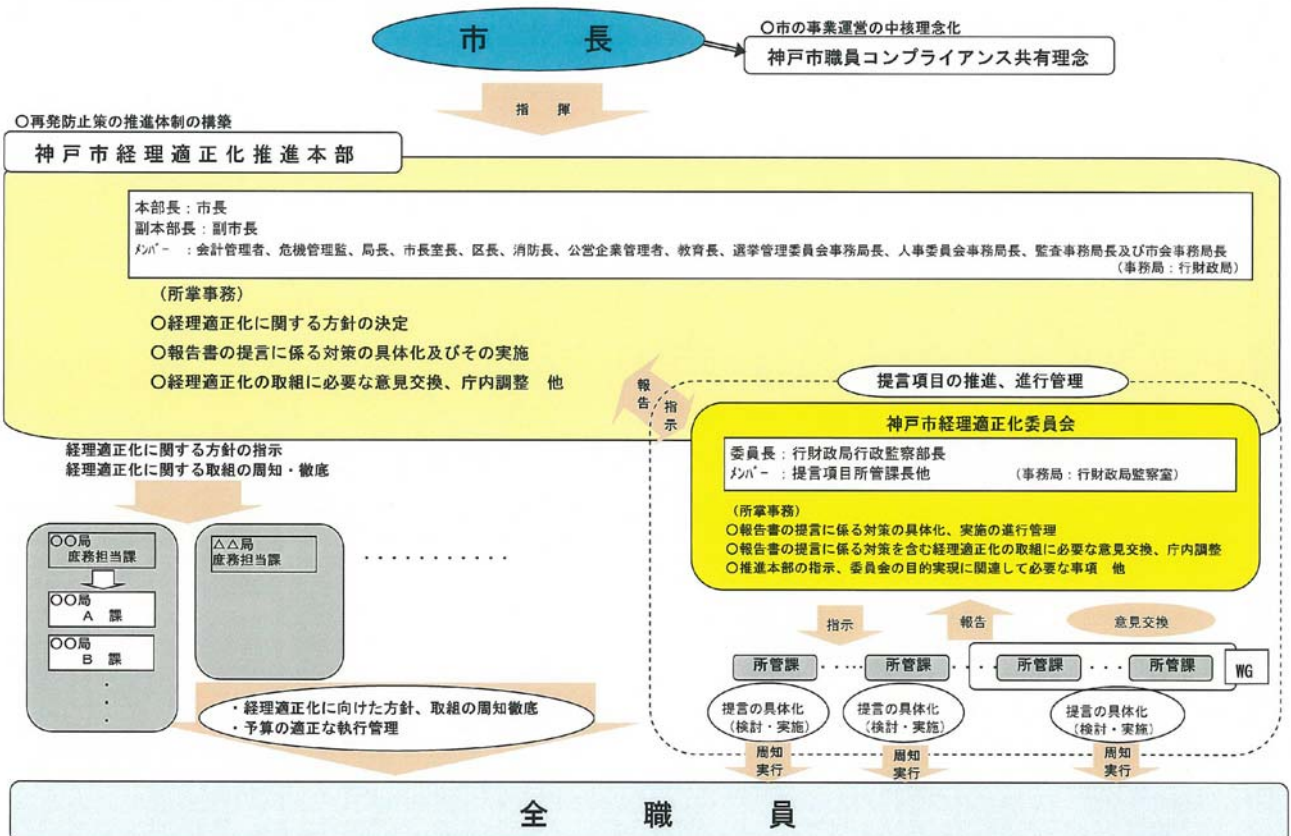 市　　長
〇市の事業運営の中核理念化
神戸市職員コンプライアンス共有理念
指　揮
〇再発防止策の推進体制の構築
神戸市経理適正化推進本部
本部長：市長
副本部長：副市長
ﾒﾝﾊﾞｰ　：会計管理者、危機管理監、局長、市長室長、区長、消防長、公営企業管理者、教育長、選挙管理委員会事務局長、人事委員会事務局長、監査事務局長及び市会事務局長
（事務局：行財政局）
（所掌事務）
〇経理適正化に関する方針の決定
〇報告書の提言に係る対策の具体化及びその実施
〇経理適正化の取組に必要な意見交換、庁内調整　他
報告
指示
提言項目の推進、進行管理
神戸市経理適正化委員会
委員長：行財政局行政監察部長
ﾒﾝﾊﾞｰ　：提言項目所管課長他　　（事務局：行財政局監察室）
（所掌事務）
〇報告書の提言に係る対策の具体化、実施の進行管理
〇報告書の提言に係る対策を含む経理適正化の取組に必要な意見交換、庁内調整
〇推進本部の指示、委員会の目的実現に関連して必要な事項　他
経理適正化に関する方針の指示
経理適正化に関する取組の周知・徹底
〇〇局
庶務担当課
〇〇局
A　課
〇〇局
B　課
・
・
・
△△局
庶務担当課
・・・・・・・・・・・
指示
報告
意見交換
所管課 ・・・・・ 所管課 ・・・・ 所管課 ・・・ 所管課
WG
提言の具体化
（検討・実施）
提言の具体化
（検討・実施）
提言の具体化
（検討・実施）
周知
実行
周知
実行
周知
実行
・経理適正化に向けた方針、取組の周知徹底
・予算の適正な執行管理
全　　職　　員